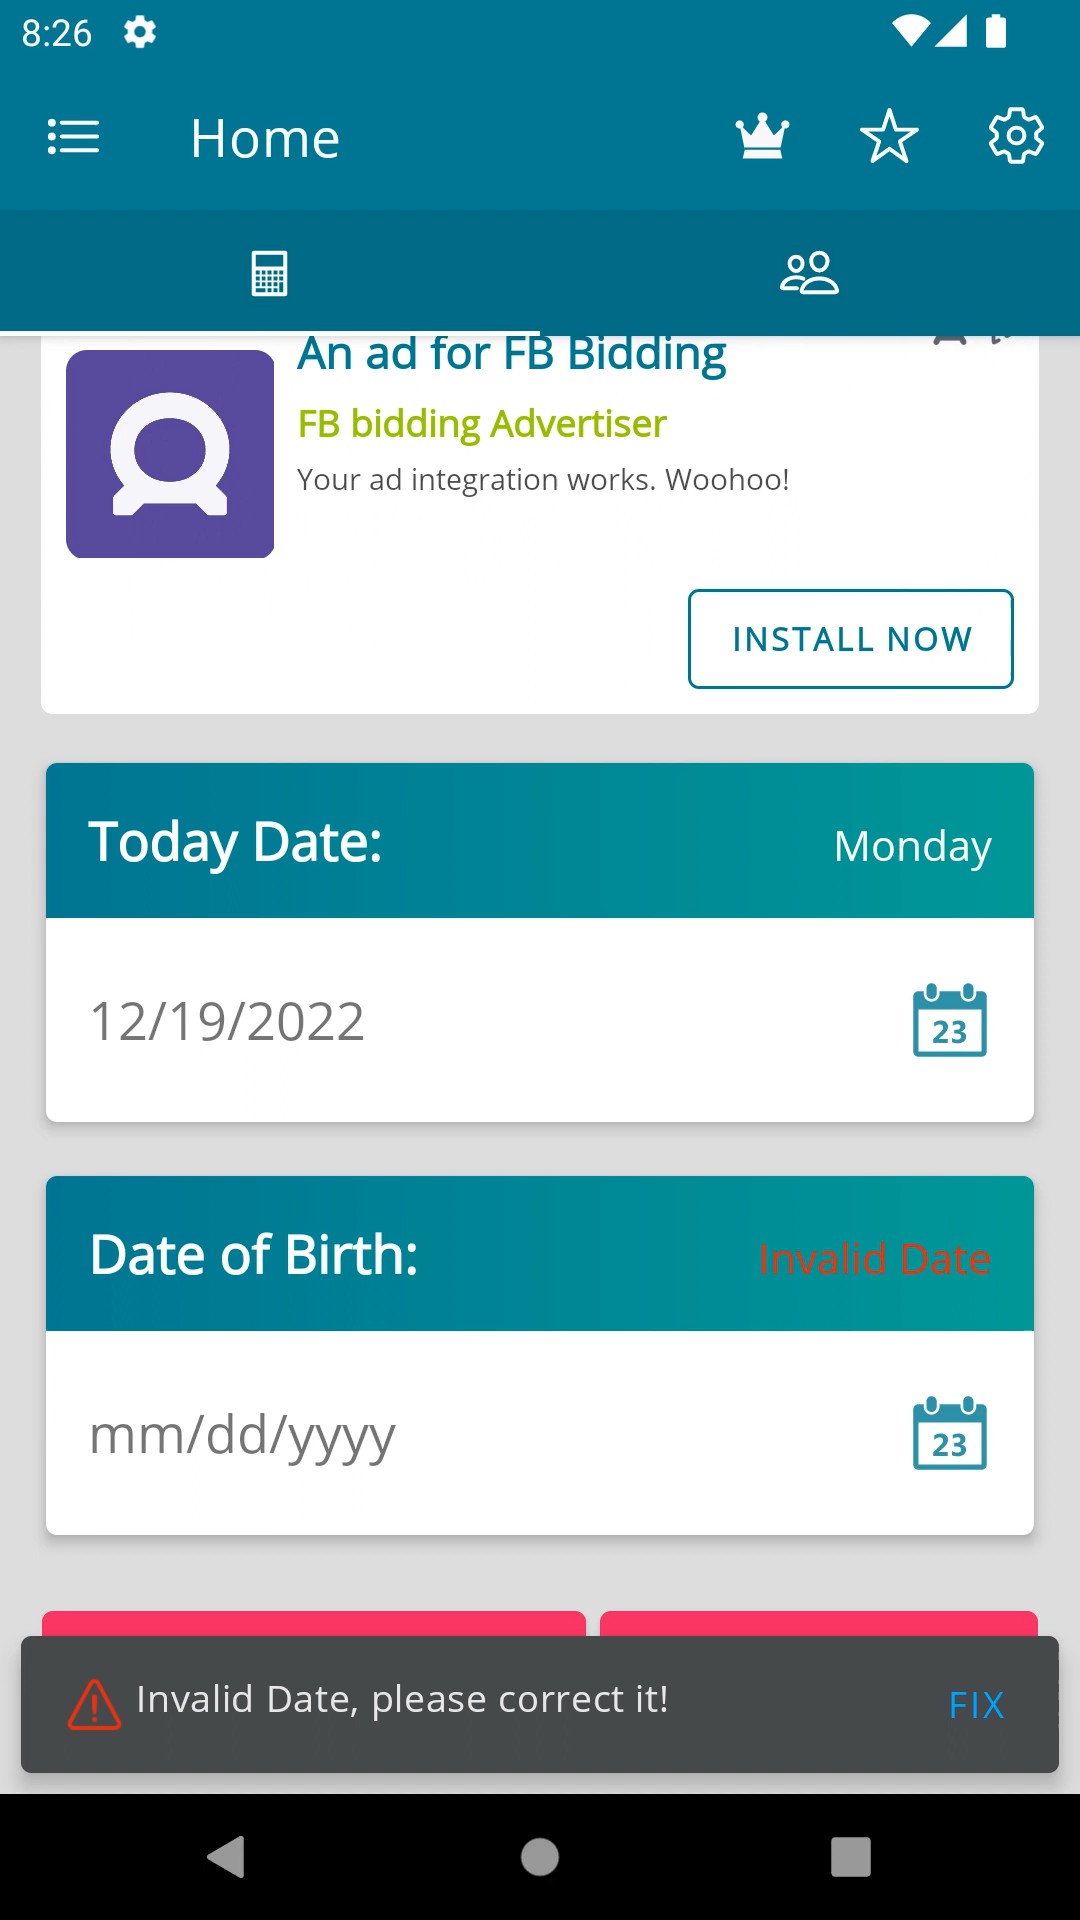 8:26
Home
An ad for FB Bidding
FB bidding Advertiser
Your ad integration works. Woohoo!
INSTALL NOW
Today Date:
Monday
12/19/2022
23
Date of Birth:
Invalid Date
mm/dd/yyyy
23
Invalid Date, please correct it!
FIX